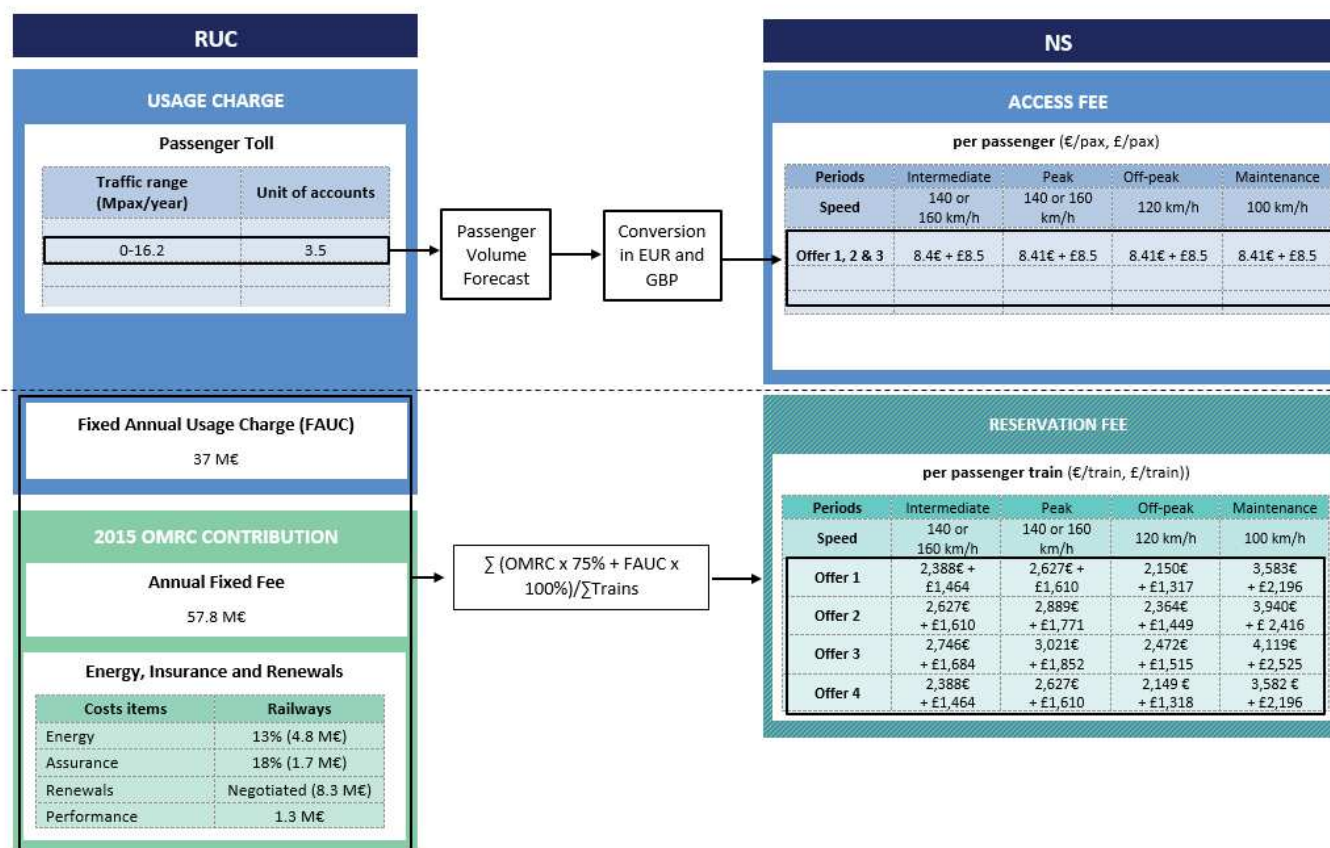 RUC
USAGE CHARGE
Passenger Toll
Traffic range
(Mpax/year)
Unit of accounts
0-16.2
3.5
Passenger
Volume
Forecast
Conversion
in EUR and
GBP
NS
ACCESS FEE
per passenger (€/pax, £/pax)
Periods Intermediate Peak Off-peak Maintenance
Speed
140 or
160 km/h
140 or 160
km/h
120 km/h
100 km/h
Offer 1, 2 & 3 8.4€ + £8.5 8.41€ + £8.5 8.41€ + £8.5 8.41€ + £8.5
Fixed Annual Usage Charge (FAUC)
37 M€
2015 OMRC CONTRIBUTION
Annual Fixed Fee
57.8 M€
Energy, Insurance and Renewals
Costs items Railways
Energy 13% (4.8 M€)
Assurance 18% (1.7 M€)
Renewals Negotiated (8.3 M€)
Performance 1.3 M€
∑ (OMRC x 75% + FAUC x
100%)/∑Trains
RESERVATION FEE
per passenger train (€/train, £/train))
Periods Intermediate Peak Off-peak Maintenance
Speed
140 or
160 km/h
140 or 160
km/h
120 km/h
100 km/h
Offer 1
2,388€ +
£1,464
2,627€ +
£1,610
2,150€
+ £1,317
3,583€
+ £2,196
Offer 2
2,627€
+ £1,610
2,889€
+ £1,771
2,364€
+ £1,449
3,940€
+ £ 2,416
Offer 3
2,746€
+ £1,684
3,021€
+ £1,852
2,472€
+ £1,515
4,119€
+ £2,525
Offer 4
2,388€
+ £1,464
2,627€
+ £1,610
2,149 €
+ £1,318
3,582 €
+ £2,196